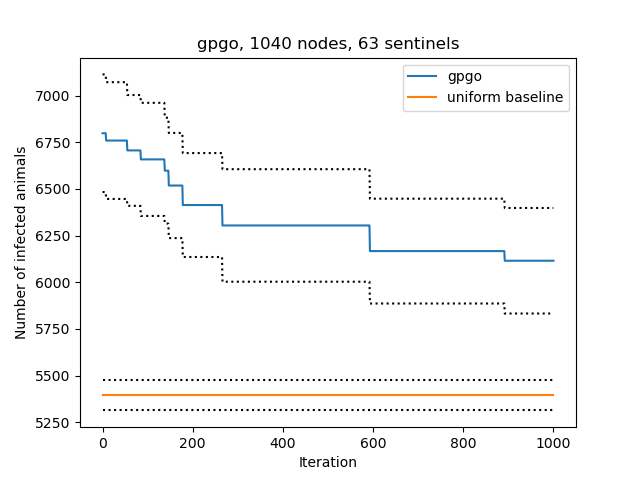 gpgo, 1040 nodes, 63 sentinels
gpgo
uniform baseline
Number of infected animals
7000
6750
6500
6250
6000
5750
5500
5250
0 200 400 600 800 1000
Iteration